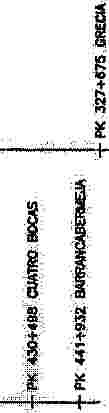 PK 430+498 CUATRO BOCAS
PK 441+932 BARRANCABERMEJA
PK 327+675 GRECIA